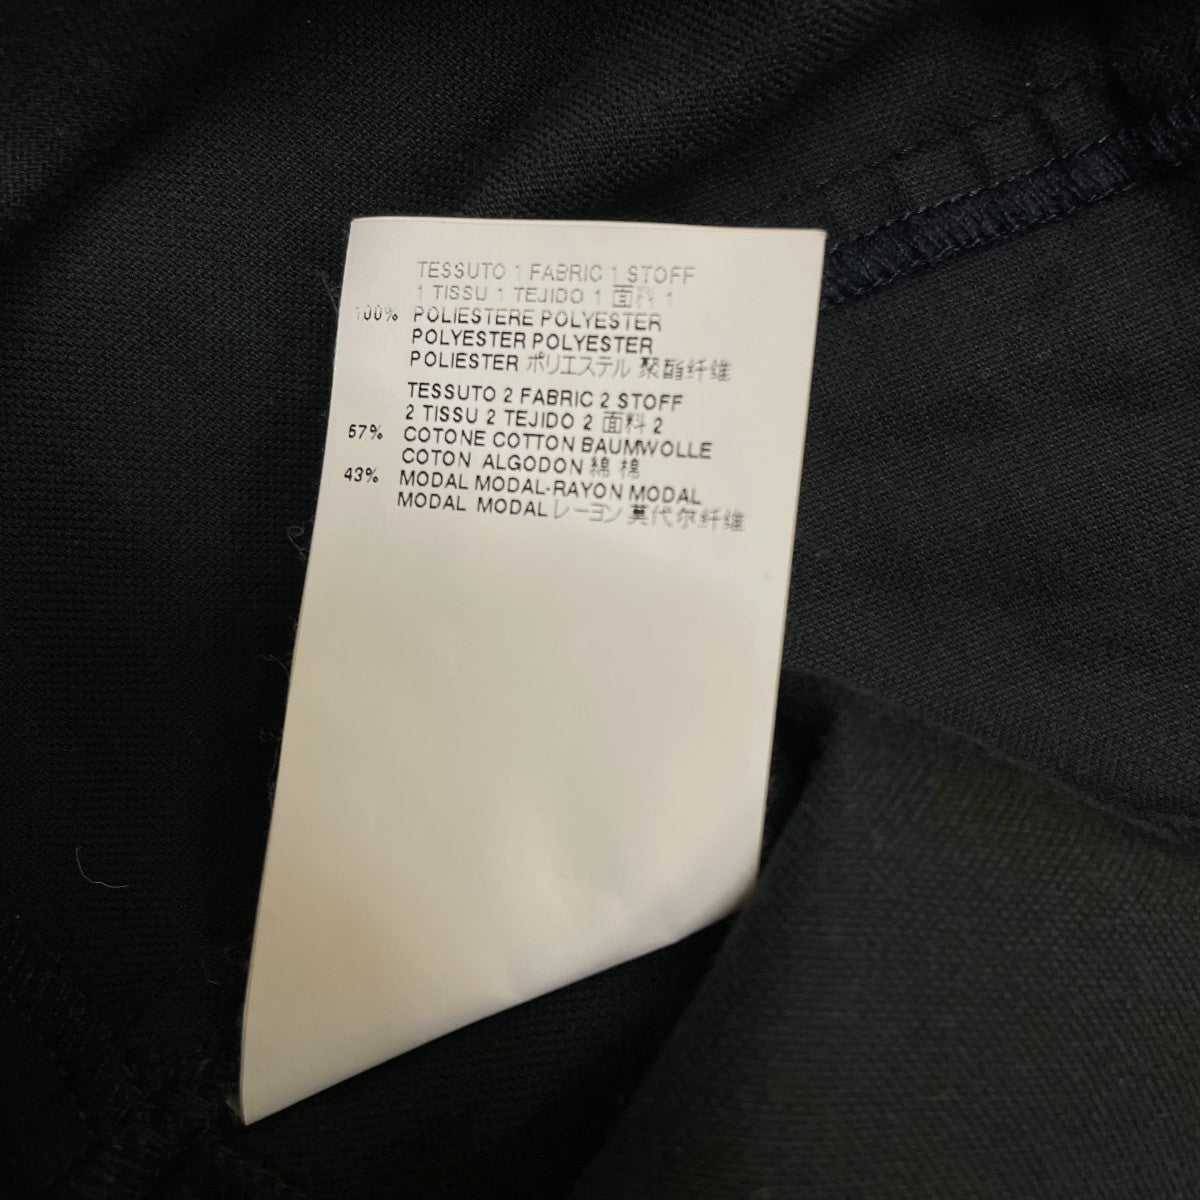 TESSUTO 1 FABRIC 1 STOFF
1 TISSU 1 TEJIDO 1 面料 1
100% POLIESTERE POLYESTER
POLYESTER POLYESTER
POLIESTER ポリエステル 聚酯纤维
TESSUTO 2 FABRIC 2 STOFF
2 TISSU 2 TEJIDO 2 面料 2
57% COTONE COTTON BAUMWOLLE
COTON ALGODON 綿 棉
43% MODAL MODAL-RAYON MODAL
MODAL MODAL レーヨン 莫代尔纤维